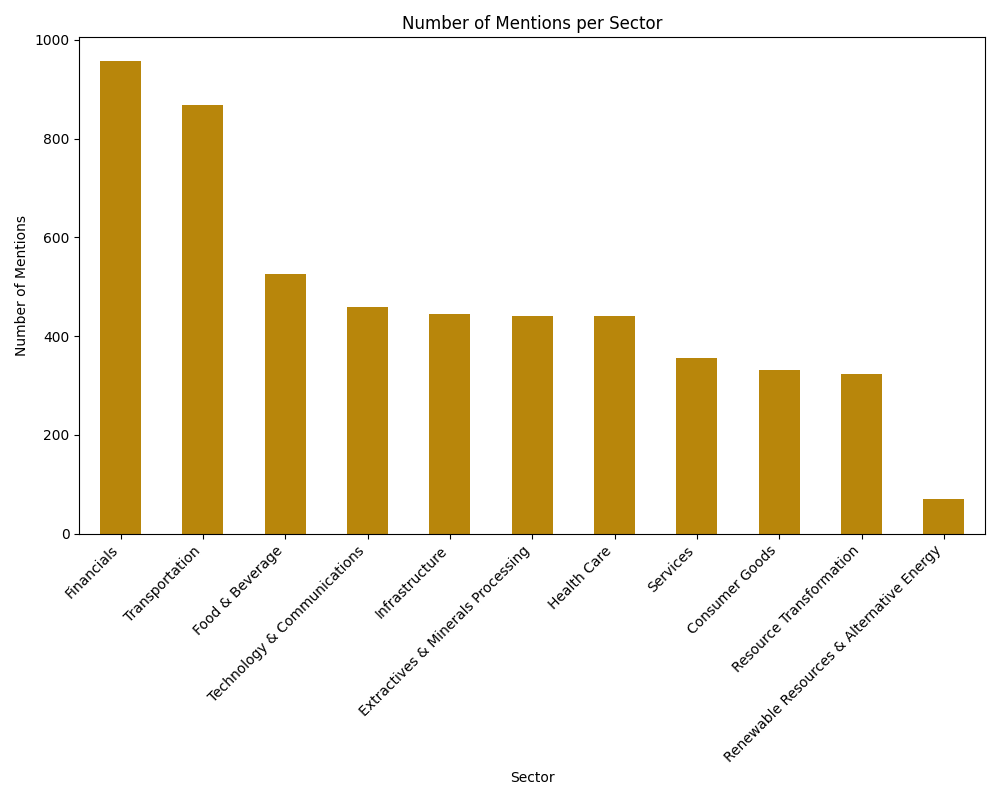 Number of Mentions per Sector
Number of Mentions
1000
800
600
400
200
0
Financials
Transportation
Food & Beverage
Technology & Communications
Infrastructure
Extractives & Minerals Processing
Health Care
Services
Consumer Goods
Resource Transformation
Renewable Resources & Alternative Energy
Sector